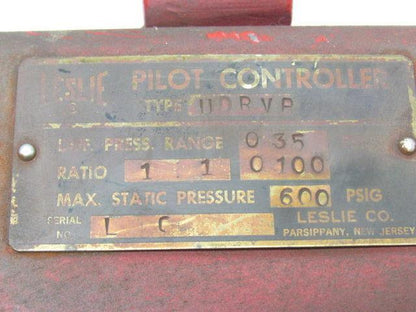 LESLIE PILOT CONTROLLER
TYPE UDRVP
DIF. PRESS. RANGE 0 35
RATIO 1 1 0 100
MAX. STATIC PRESSURE 600 PSIG
SERIAL NO. L C LESLIE CO.
PARSIPPANY, NEW JERSEY